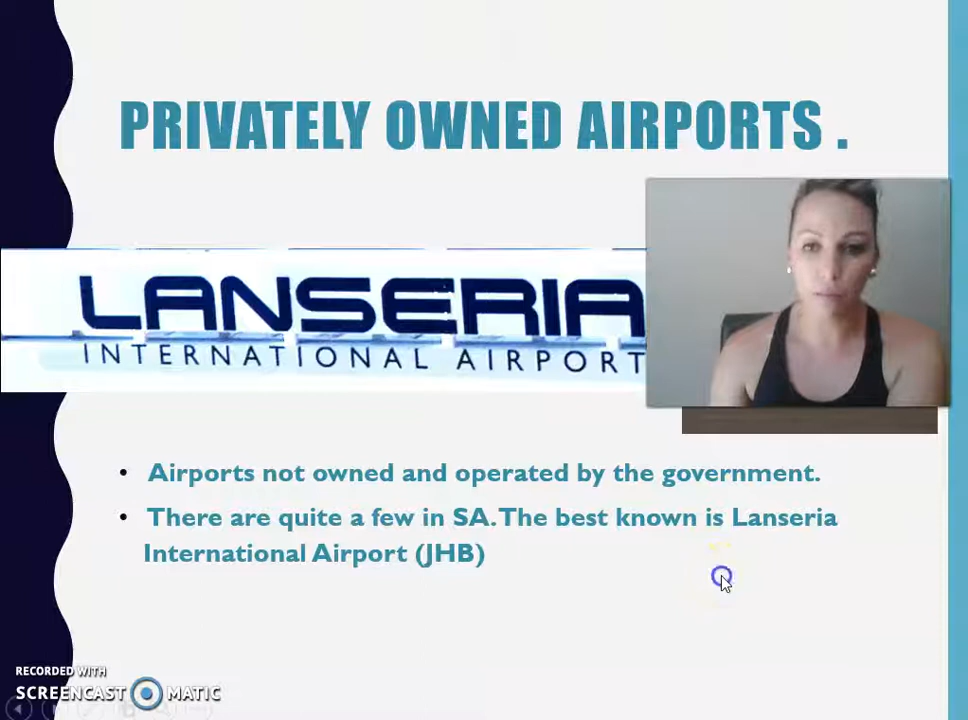 PRIVATELY OWNED AIRPORTS .
LANSERIA
INTERNATIONAL AIRPORT
• Airports not owned and operated by the government.
• There are quite a few in SA. The best known is Lanseria
International Airport (JHB)
RECORDED WITH
SCREENCAST MATIC